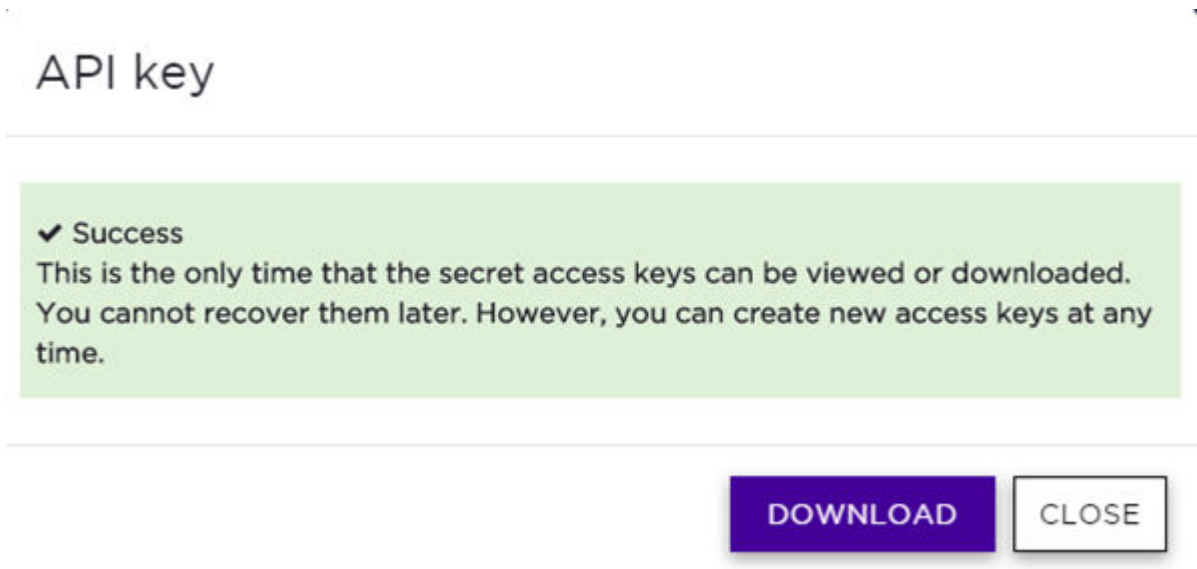 API key
✔ Success
This is the only time that the secret access keys can be viewed or downloaded.
You cannot recover them later. However, you can create new access keys at any
time.
DOWNLOAD
CLOSE